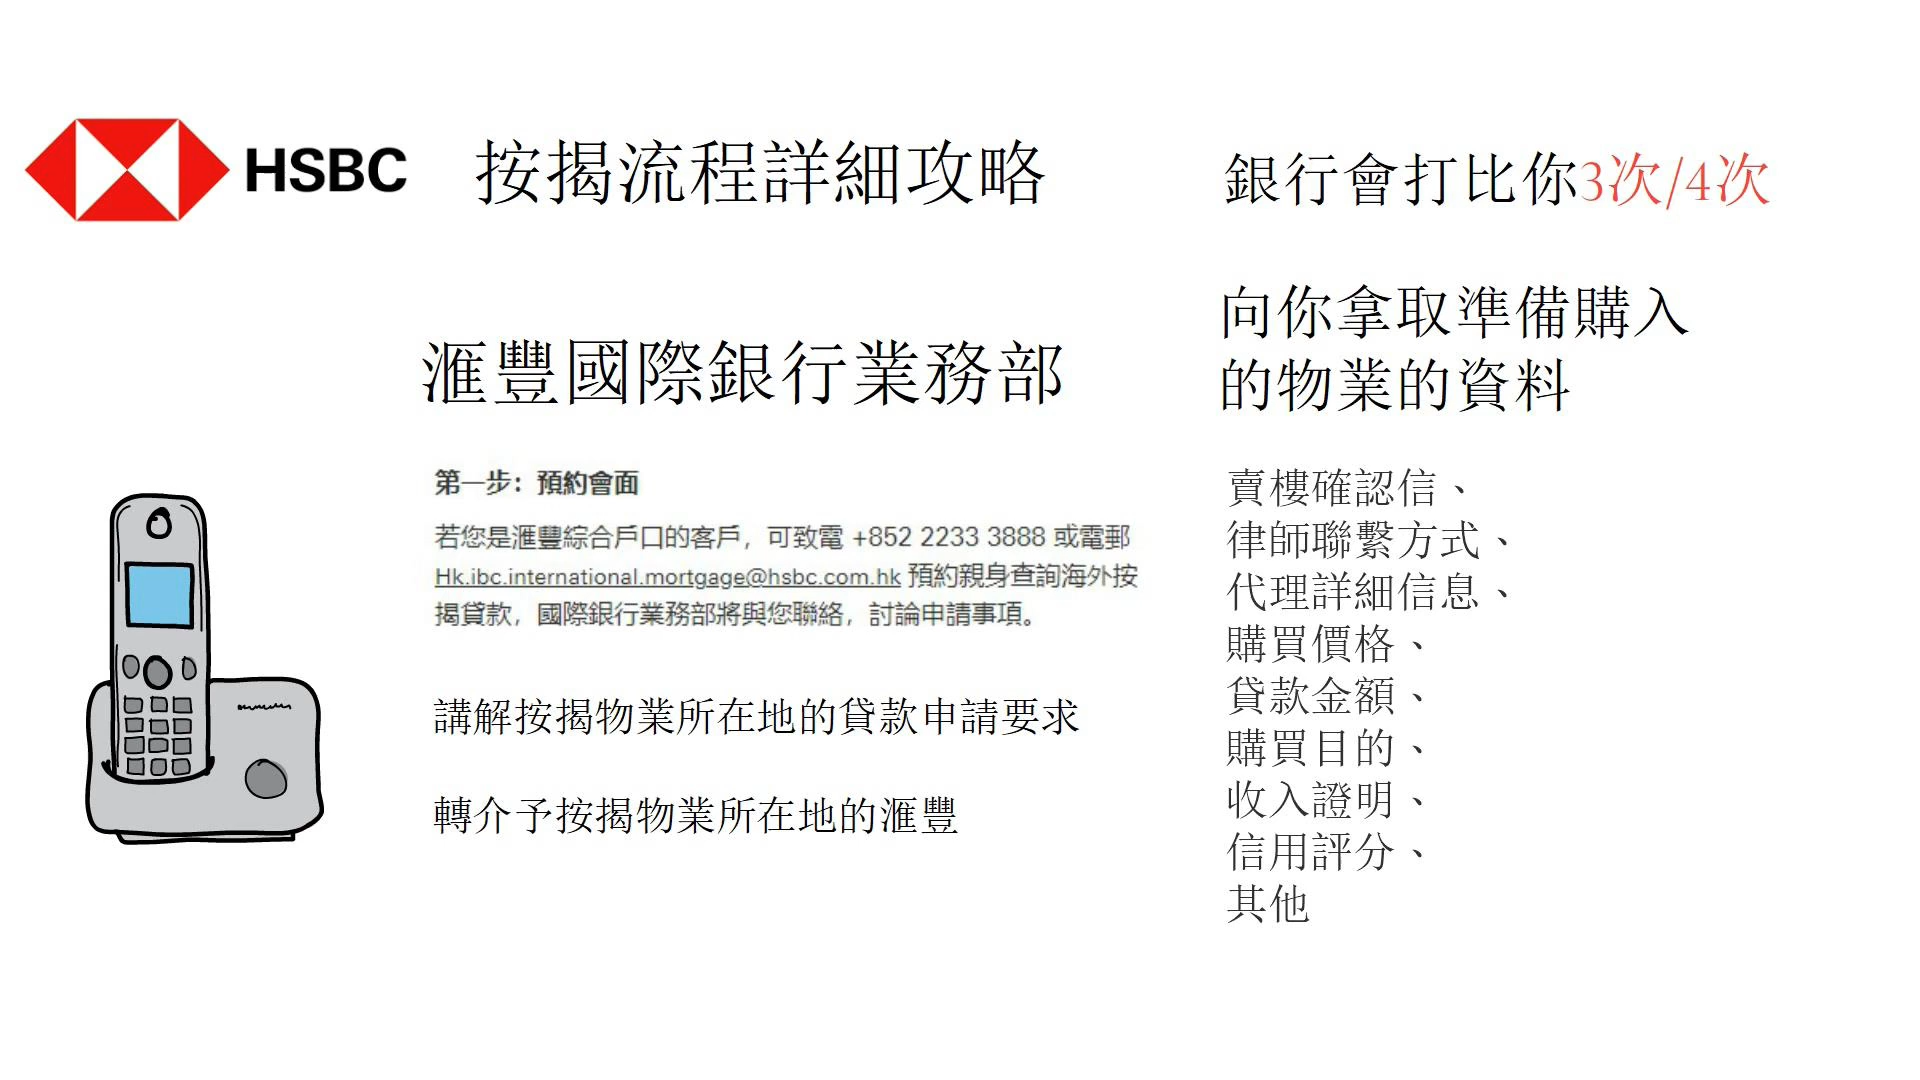 HSBC
按揭流程詳細攻略
滙豐國際銀行業務部
第一步：預約會面
若您是滙豐綜合戶口的客戶，可致電 +852 2233 3888 或電郵
Hk.ibc.international.mortgage@hsbc.com.hk 預約親身查詢海外按
揭貸款，國際銀行業務部將與您聯絡，討論申請事項。
講解按揭物業所在地的貸款申請要求
轉介予按揭物業所在地的滙豐
銀行會打比你3次/4次
向你拿取準備購入
的物業的資料
賣樓確認信、
律師聯繫方式、
代理詳細信息、
購買價格、
貸款金額、
購買目的、
收入證明、
信用評分、
其他